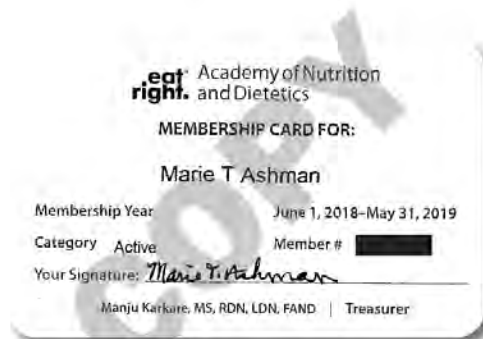 eat right. Academy of Nutrition and Dietetics
MEMBERSHIP CARD FOR:
Marie T Ashman
Membership Year June 1, 2018–May 31, 2019
Category Active Member #
Your Signature: Marie T. Ashman
Manju Karkare, MS, RDN, LDN, FAND | Treasurer
COPY